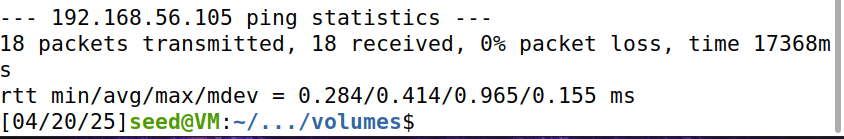 --- 192.168.56.105 ping statistics ---
18 packets transmitted, 18 received, 0% packet loss, time 17368m
s
rtt min/avg/max/mdev = 0.284/0.414/0.965/0.155 ms
[04/20/25]seed@VM:~/.../volumes$